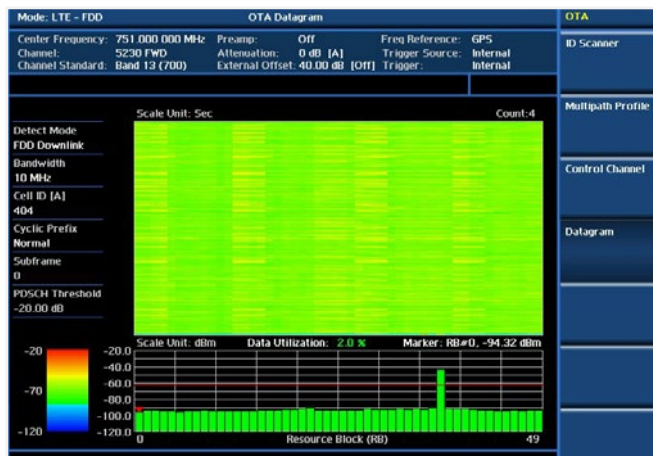 Mode: LTE - FDD
OTA Datagram
OTA
Center Frequency: 751.000 000 MHz Preamp: Off Freq Reference: GPS
Channel: 5230 FWD Attenuation: 0 dB [A] Trigger Source: Internal
Channel Standard: Band 13 (700) External Offset: 40.00 dB [Off] Trigger: Internal
ID Scanner
Multipath Profile
Control Channel
Datagram
Scale Unit: Sec Count:4
Detect Mode
FDD Downlink
Bandwidth
10 MHz
Cell ID [A]
404
Cyclic Prefix
Normal
Subframe
0
PDSCH Threshold
-20.00 dB
Scale Unit: dBm Data Utilization: 2.0 % Marker: RB#0, -94.32 dBm
-20
-70
-120
-20.0
-40.0
-60.0
-80.0
-100.0
-120.0
0 Resource Block (RB) 49